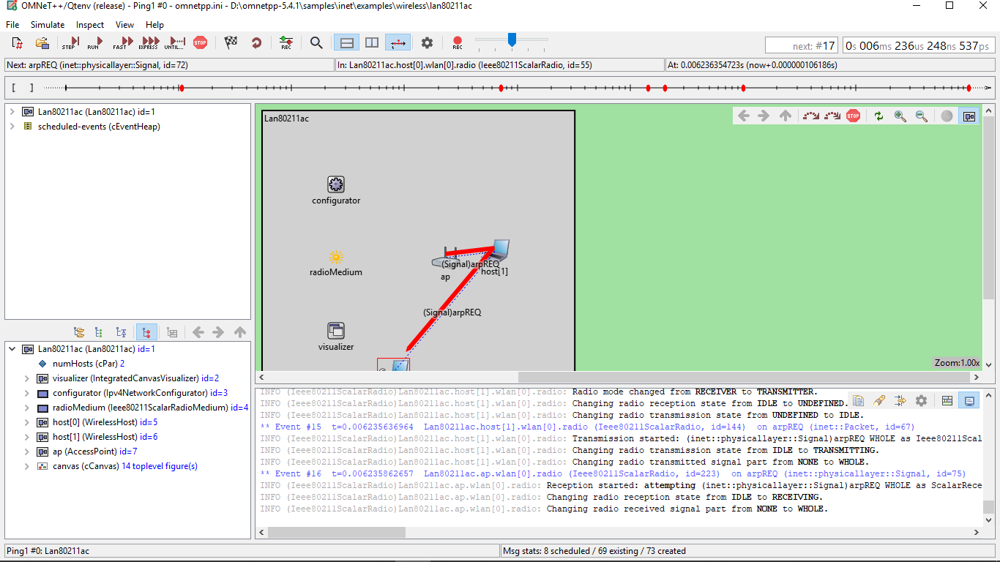 OMNeT++/Qtenv (release) - Ping1 #0 - omnetpp.ini - D:\omnetpp-5.4.1\samples\inet\examples\wireless\lan80211ac
File Simulate Inspect View Help
STEP RUN FAST EXPRESS UNTIL... STOP REC REC
next: #17
0s 006ms 236us 248ns 537ps
Next: arpREQ (inet::physicallayer::Signal, id=72)
In: Lan80211ac.host[0].wlan[0].radio (Ieee80211ScalarRadio, id=55)
At: 0.006236354723s (now+0.000000106186s)
[ ]
Lan80211ac (Lan80211ac) id=1
scheduled-events (cEventHeap)
Lan80211ac (Lan80211ac) id=1
numHosts (cPar) 2
visualizer (IntegratedCanvasVisualizer) id=2
configurator (Ipv4NetworkConfigurator) id=3
radioMedium (Ieee80211ScalarRadioMedium) id=4
host[0] (WirelessHost) id=5
host[1] (WirelessHost) id=6
ap (AccessPoint) id=7
canvas (cCanvas) 14 toplevel figure(s)
Lan80211ac
STOP
configurator
radioMedium
(Signal)arpREQ
host[1]
ap
(Signal)arpREQ
visualizer
Zoom:1.00x
INFO (Ieee80211ScalarRadio)Lan80211ac.host[1].wlan[0].radio: Radio mode changed from RECEIVER to TRANSMITTER.
INFO (Ieee80211ScalarRadio)Lan80211ac.host[1].wlan[0].radio: Changing radio reception state from IDLE to UNDEFINED.
INFO (Ieee80211ScalarRadio)Lan80211ac.host[1].wlan[0].radio: Changing radio transmission state from UNDEFINED to IDLE.
** Event #15 t=0.006235636964 Lan80211ac.host[1].wlan[0].radio (Ieee80211ScalarRadio, id=144) on arpREQ (inet::Packet, id=67)
INFO (Ieee80211ScalarRadio)Lan80211ac.host[1].wlan[0].radio: Transmission started: (inet::physicallayer::Signal)arpREQ WHOLE as Ieee80211Scal
INFO (Ieee80211ScalarRadio)Lan80211ac.host[1].wlan[0].radio: Changing radio transmission state from IDLE to TRANSMITTING.
INFO (Ieee80211ScalarRadio)Lan80211ac.host[1].wlan[0].radio: Changing radio transmitted signal part from NONE to WHOLE.
** Event #16 t=0.006235862657 Lan80211ac.ap.wlan[0].radio (Ieee80211ScalarRadio, id=223) on arpREQ (inet::physicallayer::Signal, id=75)
INFO (Ieee80211ScalarRadio)Lan80211ac.ap.wlan[0].radio: Reception started: attempting (inet::physicallayer::Signal)arpREQ WHOLE as ScalarRece
INFO (Ieee80211ScalarRadio)Lan80211ac.ap.wlan[0].radio: Changing radio reception state from IDLE to RECEIVING.
INFO (Ieee80211ScalarRadio)Lan80211ac.ap.wlan[0].radio: Changing radio received signal part from NONE to WHOLE.
Ping1 #0: Lan80211ac
Msg stats: 8 scheduled / 69 existing / 73 created